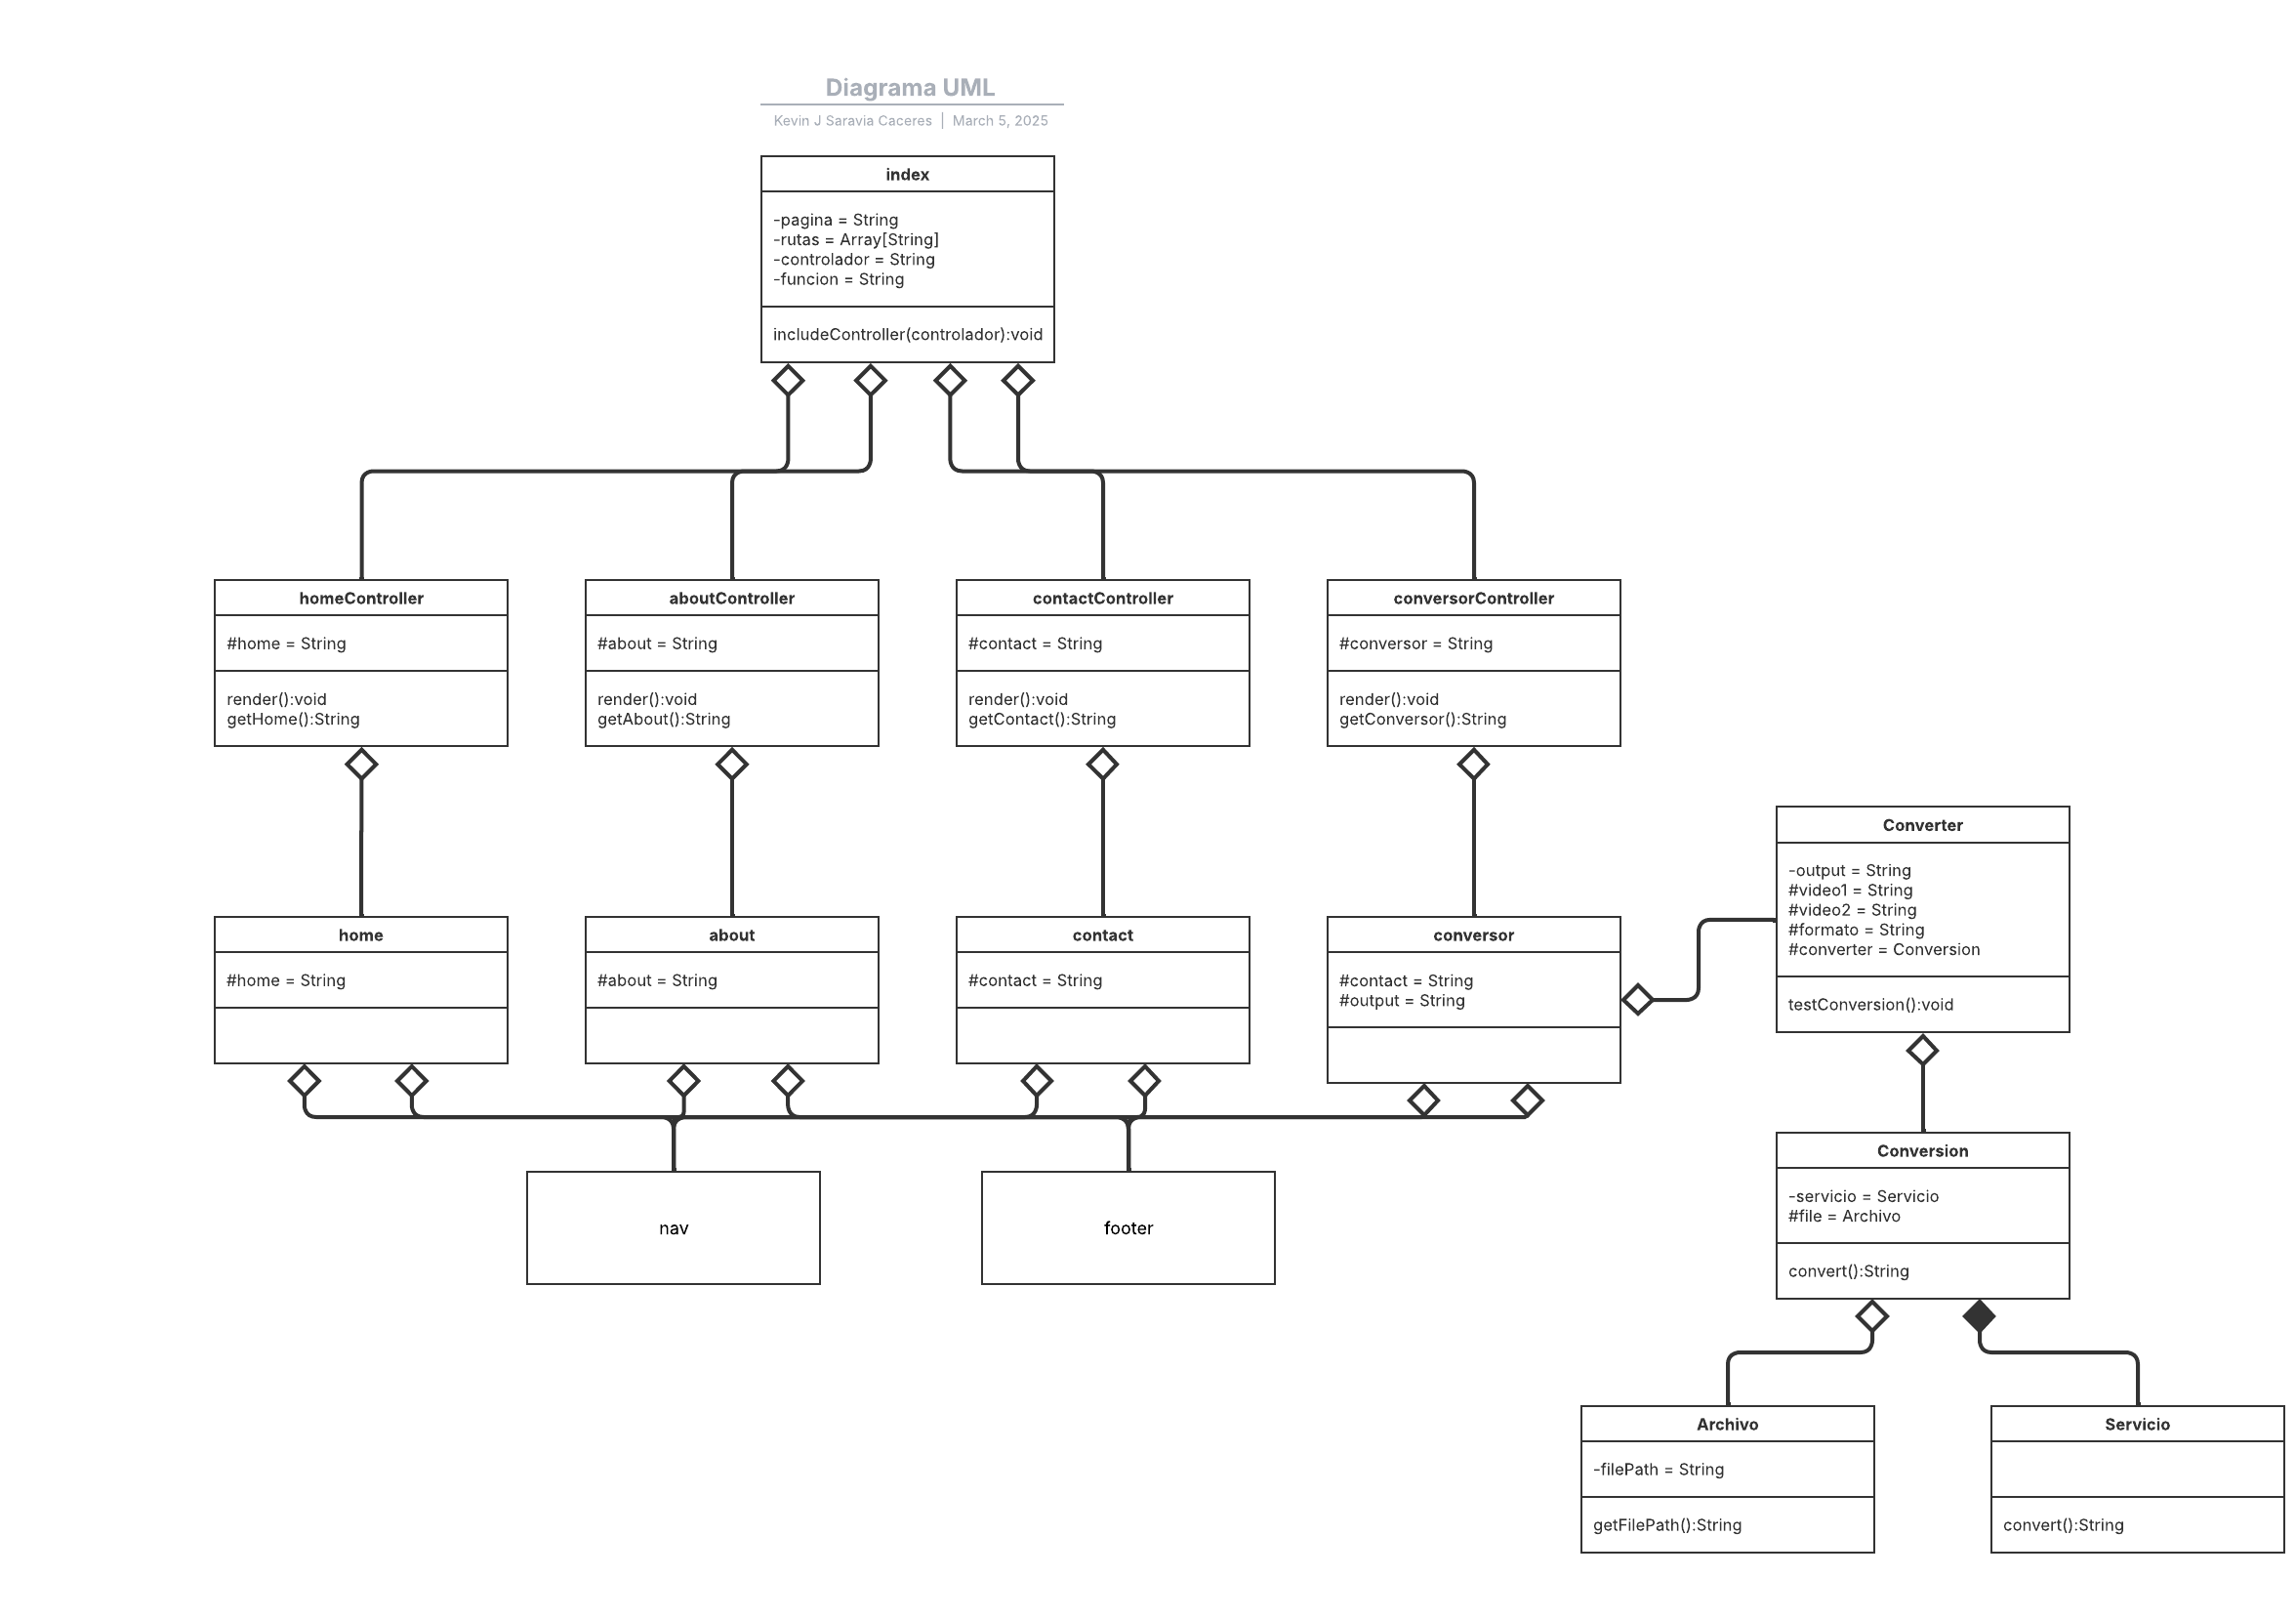 Diagrama UML
Kevin J Saravia Caceres | March 5, 2025
index
-pagina = String
-rutas = Array[String]
-controlador = String
-funcion = String
includeController(controlador):void
homeController
#home = String
render():void
getHome():String
aboutController
#about = String
render():void
getAbout():String
contactController
#contact = String
render():void
getContact():String
conversorController
#conversor = String
render():void
getConversor():String
home
#home = String
about
#about = String
contact
#contact = String
conversor
#contact = String
#output = String
Converter
-output = String
#video1 = String
#video2 = String
#formato = String
#converter = Conversion
testConversion():void
nav
footer
Conversion
-servicio = Servicio
#file = Archivo
convert():String
Archivo
-filePath = String
getFilePath():String
Servicio
convert():String